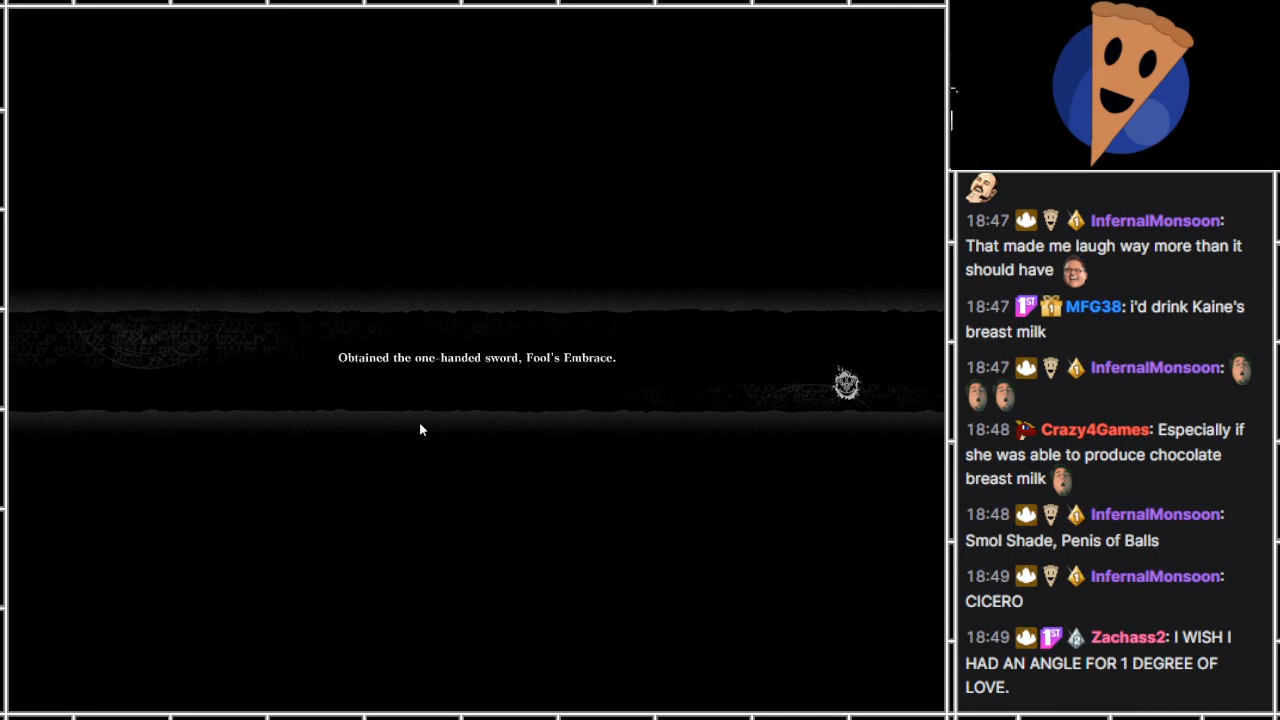 Obtained the one-handed sword, Fool's Embrace.
18:47 InfernalMonsoon:
That made me laugh way more than it
should have
18:47 MFG38: i'd drink Kaine's
breast milk
18:47 InfernalMonsoon:
18:48 Crazy4Games: Especially if
she was able to produce chocolate
breast milk
18:48 InfernalMonsoon:
Smol Shade, Penis of Balls
18:49 InfernalMonsoon:
CICERO
18:49 Zachass2: I WISH I
HAD AN ANGLE FOR 1 DEGREE OF
LOVE.